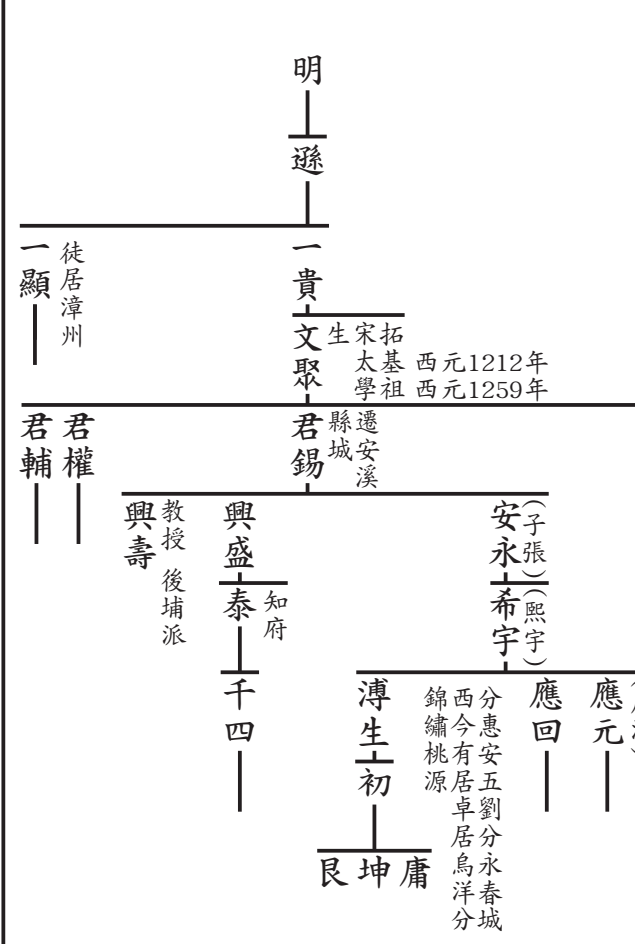 明
遜
一貴
一顯
徒居漳州
文聚
拓基祖
宋太學
生
西元1212年
西元1259年
君錫
遷安溪
縣城
君權
君輔
安永
(子張)
興盛
興壽
教授 後埔派
希宇
(熙宇)
泰
知府
應元
應回
溥生
分惠安五劉分永春城
西今有居卓居烏洋分
錦繡桃源
千四
初
庸
坤
艮